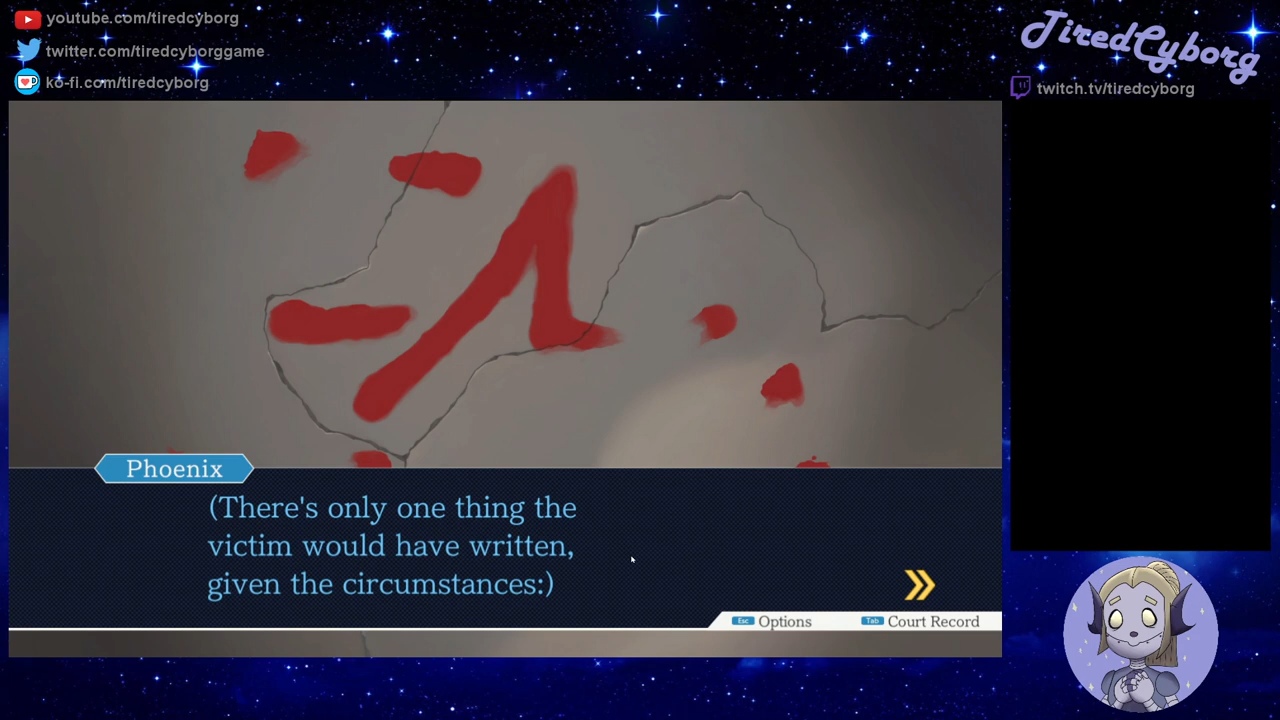 youtube.com/tiredcyborg
twitter.com/tiredcyborggame
ko-fi.com/tiredcyborg
TiredCyborg
twitch.tv/tiredcyborg
Phoenix
(There's only one thing the
victim would have written,
given the circumstances:)
Esc Options
Tab Court Record